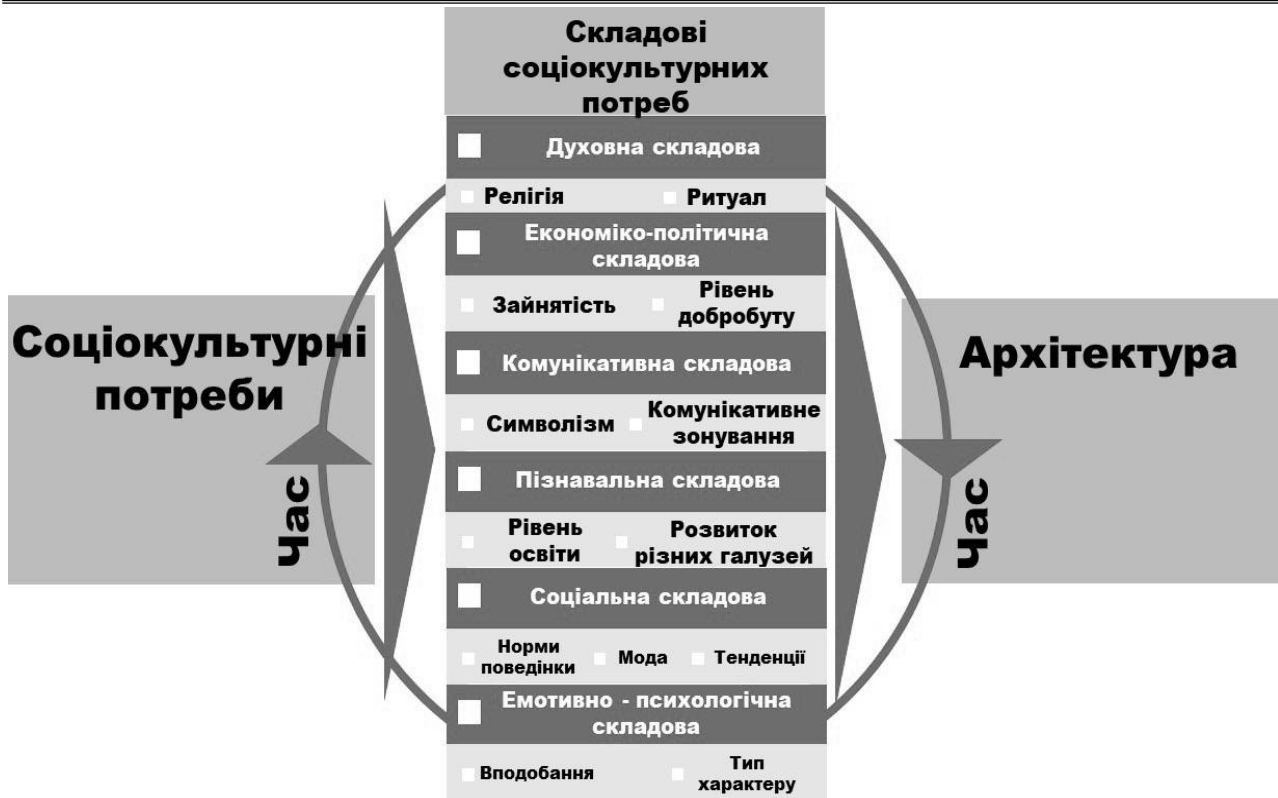 Складові
соціокультурних
потреб
Духовна складова
Релігія Ритуал
Економіко-політична
складова
Зайнятість
Рівень
добробуту
Комунікативна складова
Символізм
Комунікативне
зонування
Пізнавальна складова
Рівень
освіти
Розвиток
різних галузей
Соціальна складова
Норми
поведінки
Мода
Тенденції
Емотивно - психологічна
складова
Вподобання
Тип
характеру
Соціокультурні
потреби
Час
Архітектура
Час